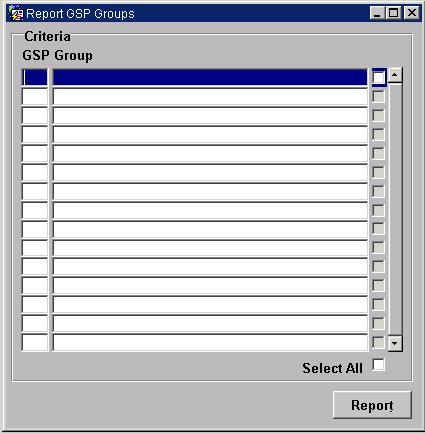 Report GSP Groups
Criteria
GSP Group
Select All
Report